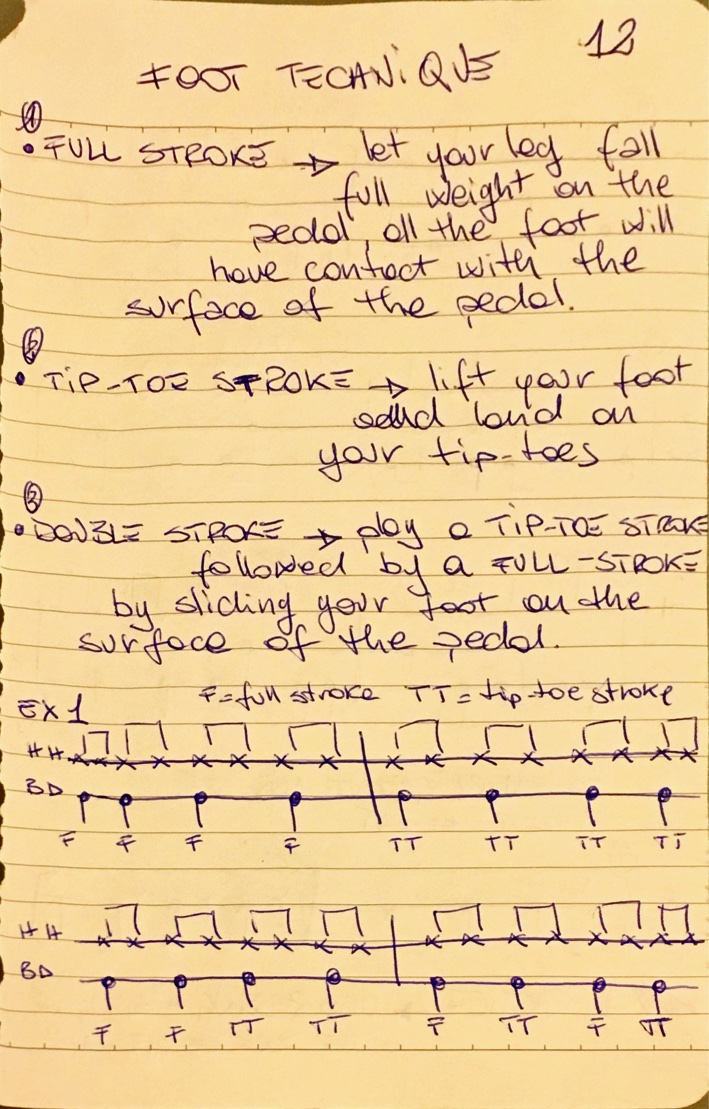 12
FOOT TECHNIQUE
1
• FULL STROKE → let your leg fall
full weight on the
pedal, all the foot will
have contact with the
surface of the pedal.
• TIP-TOE STROKE → lift your foot
and land on
your tip-toes
2
• DOUBLE STROKE → play a TIP-TOE STROKE
followed by a FULL-STROKE
by sliding your foot on the
surface of the pedal.
F=full stroke TT=tip-toe stroke
EX 1
HH
BD
F F F F TT TT TT TT
HH
BD
F F TT TT F TT F TT